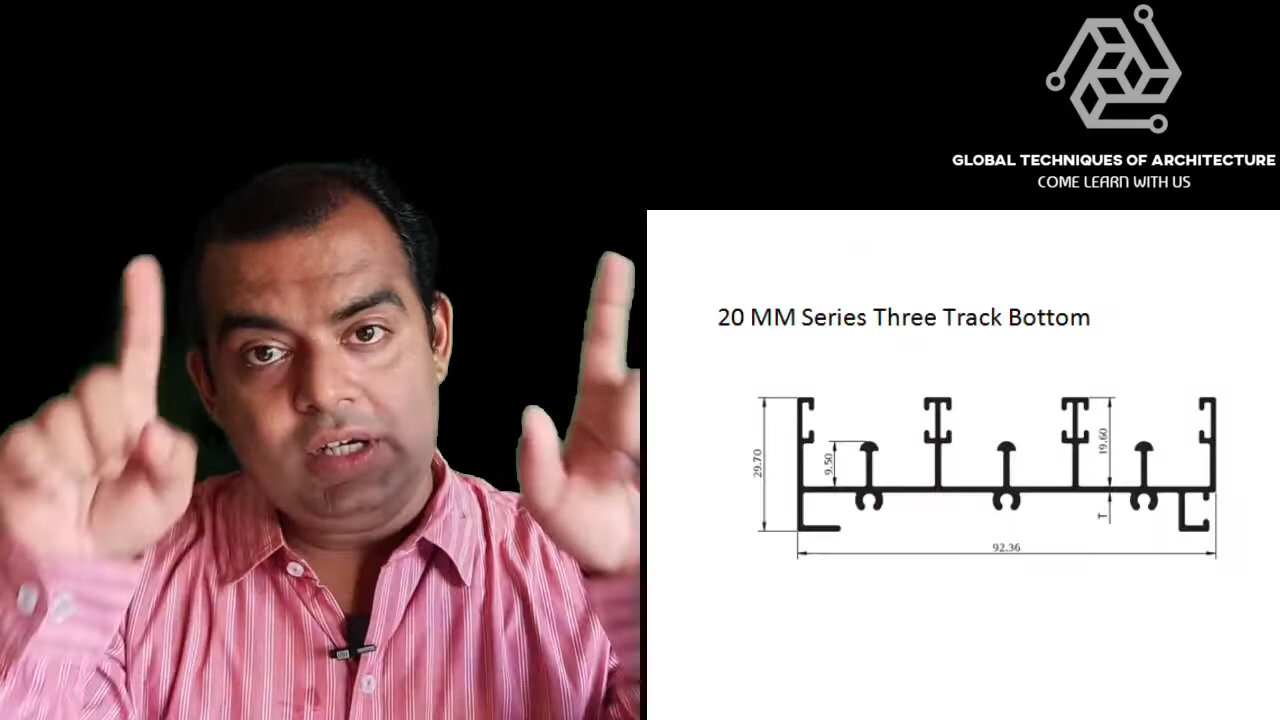 GLOBAL TECHNIQUES OF ARCHITECTURE
COME LEARN WITH US
20 MM Series Three Track Bottom
29.70
9.50
19.60
T
92.36